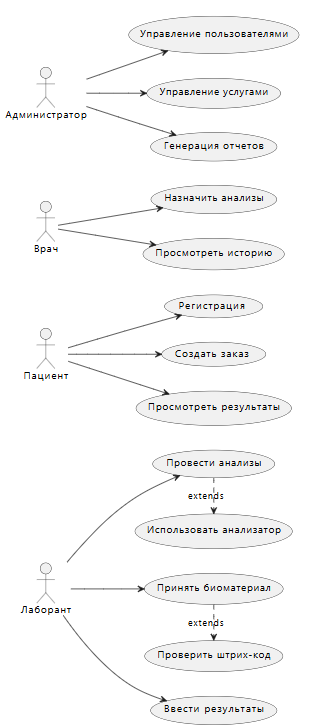 Управление пользователями
Управление услугами
Администратор
Генерация отчетов
Назначить анализы
Врач
Просмотреть историю
Регистрация
Создать заказ
Пациент
Просмотреть результаты
Провести анализы
extends
Использовать анализатор
Принять биоматериал
Лаборант
extends
Проверить штрих-код
Ввести результаты